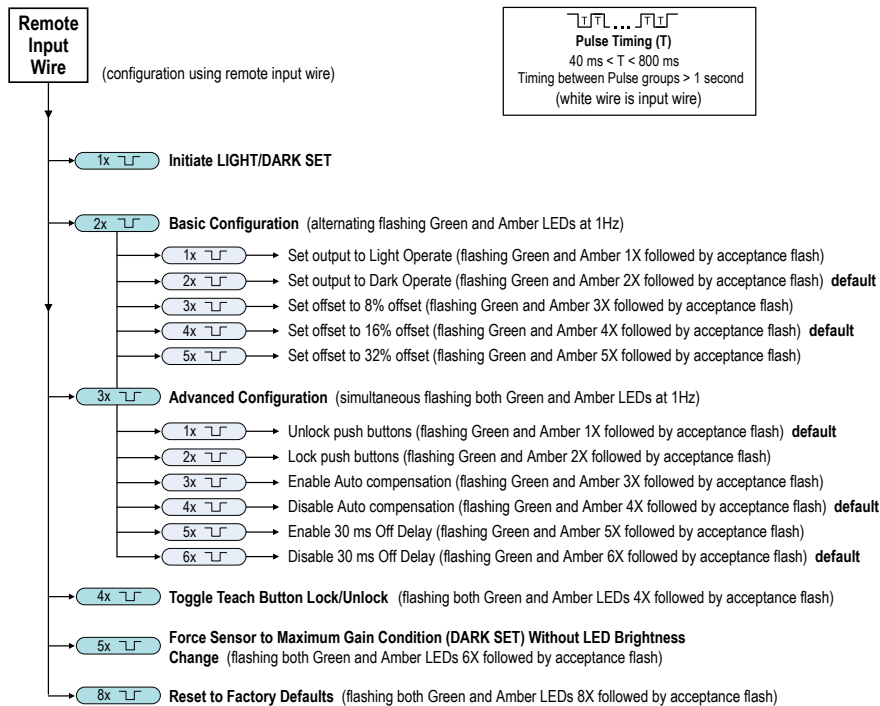 Remote
Input
Wire
(configuration using remote input wire)
T T ... T T
Pulse Timing (T)
40 ms < T < 800 ms
Timing between Pulse groups > 1 second
(white wire is input wire)
1x Initiate LIGHT/DARK SET
2x Basic Configuration (alternating flashing Green and Amber LEDs at 1Hz)
1x Set output to Light Operate (flashing Green and Amber 1X followed by acceptance flash)
2x Set output to Dark Operate (flashing Green and Amber 2X followed by acceptance flash) default
3x Set offset to 8% offset (flashing Green and Amber 3X followed by acceptance flash)
4x Set offset to 16% offset (flashing Green and Amber 4X followed by acceptance flash) default
5x Set offset to 32% offset (flashing Green and Amber 5X followed by acceptance flash)
3x Advanced Configuration (simultaneous flashing both Green and Amber LEDs at 1Hz)
1x Unlock push buttons (flashing Green and Amber 1X followed by acceptance flash) default
2x Lock push buttons (flashing Green and Amber 2X followed by acceptance flash)
3x Enable Auto compensation (flashing Green and Amber 3X followed by acceptance flash)
4x Disable Auto compensation (flashing Green and Amber 4X followed by acceptance flash) default
5x Enable 30 ms Off Delay (flashing Green and Amber 5X followed by acceptance flash)
6x Disable 30 ms Off Delay (flashing Green and Amber 6X followed by acceptance flash) default
4x Toggle Teach Button Lock/Unlock (flashing both Green and Amber LEDs 4X followed by acceptance flash)
5x Force Sensor to Maximum Gain Condition (DARK SET) Without LED Brightness
Change (flashing both Green and Amber LEDs 6X followed by acceptance flash)
8x Reset to Factory Defaults (flashing both Green and Amber LEDs 8X followed by acceptance flash)